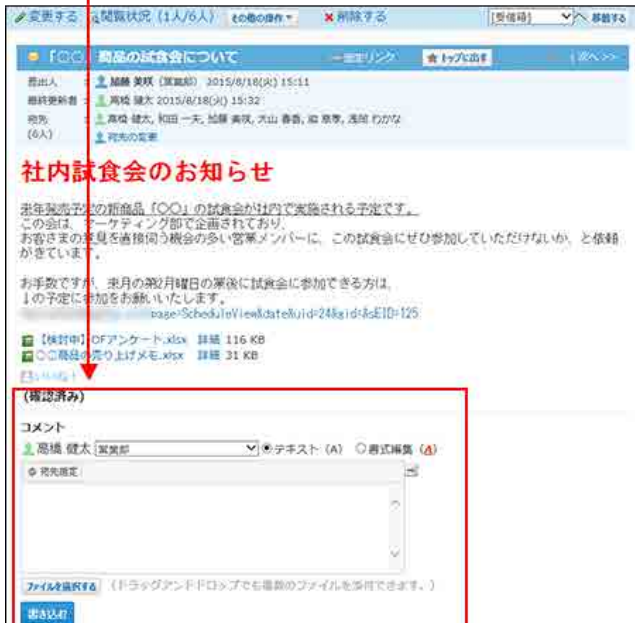 変更する 閲覧状況 (1人/6人) その他の操作 削除する [受信箱] へ 移動する
「〇〇」商品の試食会について 固定リンク トップに出す 次へ>>
差出人 : 加藤 美咲 (営業部) 2015/8/18(火) 15:11
最終更新者 : 高橋 健太 2015/8/18(火) 15:32
宛先 : 高橋 健太, 和田 一夫, 加藤 美咲, 大山 春香,
(6人) 宛先の変更
社内試食会のお知らせ
来年発売予定の新商品「〇〇」の試食会が社内で実施される予定です。
この会は、マーケティング部で企画されており、
お客さまの意見を直接伺う機会の多い営業メンバーに、この試食会にぜひ参加していただけないか、と依頼
がきています。
お手数ですが、来月の第2月曜日の業後に試食会に参加できる方は、
↓の予定に参加をお願いいたします。
page=ScheduleView&date=&uid=24&gid=&sEID=125
【検討中】OFアンケート.xlsx 詳細 116 KB
〇〇商品の売り上げメモ.xlsx 詳細 31 KB
いいね!
(確認済み)
コメント
高橋 健太 営業部 テキスト (A) 書式編集 (A)
宛先指定
ファイルを選択する (ドラッグアンドドロップでも複数のファイルを添付できます。)
書き込む